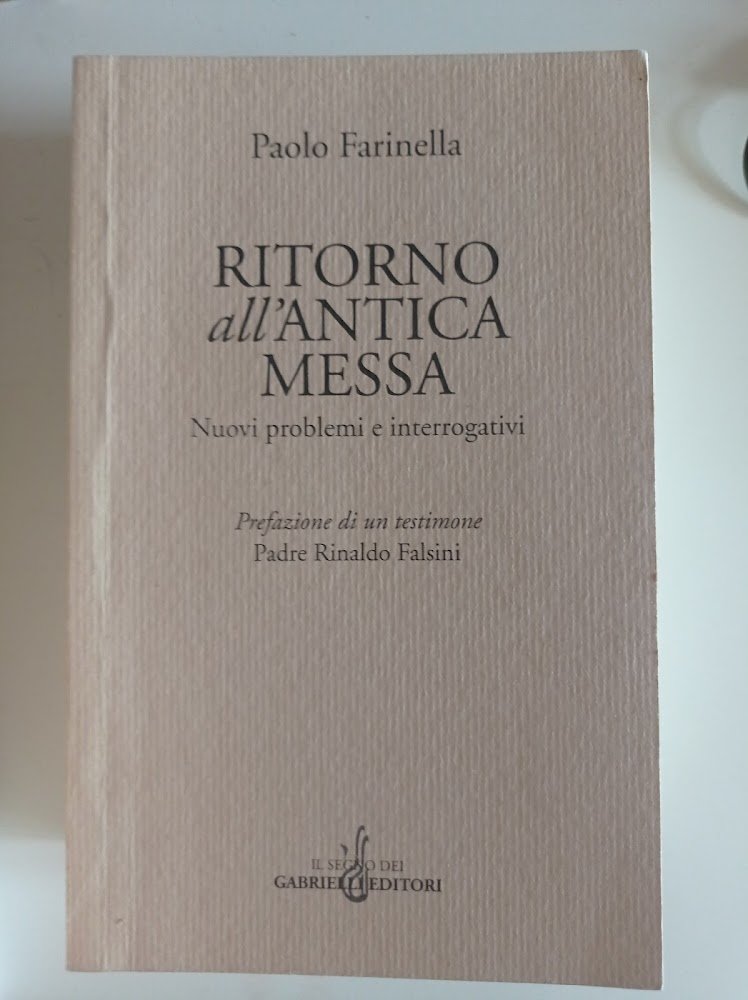 Paolo Farinella
RITORNO
all'ANTICA
MESSA
Nuovi problemi e interrogativi
Prefazione di un testimone
Padre Rinaldo Falsini
IL SEGNO DEI
GABRIELLI EDITORI